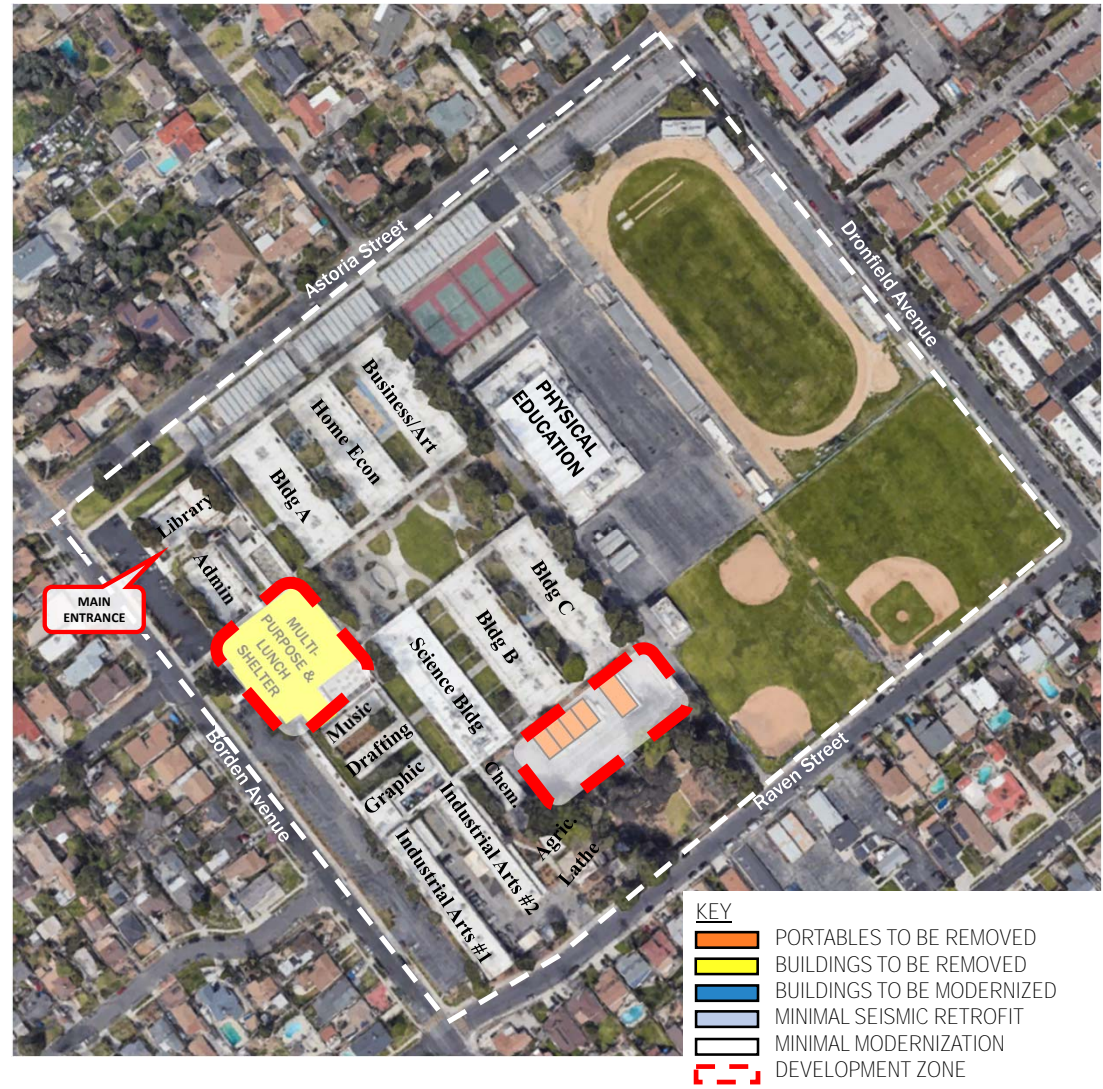 Astoria Street
Dronfield Avenue
Business/Art
Home Econ
Bldg A
PHYSICAL
EDUCATION
Library
Admin
MAIN
ENTRANCE
MULTI-
PURPOSE &
LUNCH
SHELTER
Bldg C
Bldg B
Science Bldg
Music
Drafting
Graphic
Chem.
Industrial Arts #2
Industrial Arts #1
Agric.
Lathe
Borden Avenue
Raven Street
KEY
PORTABLES TO BE REMOVED
BUILDINGS TO BE REMOVED
BUILDINGS TO BE MODERNIZED
MINIMAL SEISMIC RETROFIT
MINIMAL MODERNIZATION
DEVELOPMENT ZONE